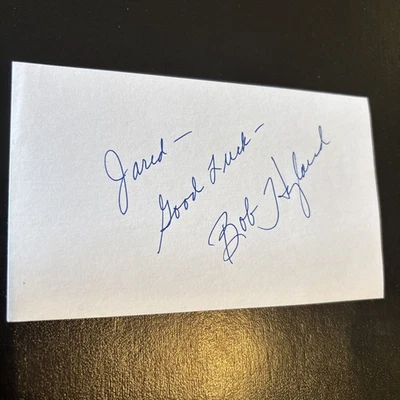 Jared —
Good Luck —
Bob Hyland